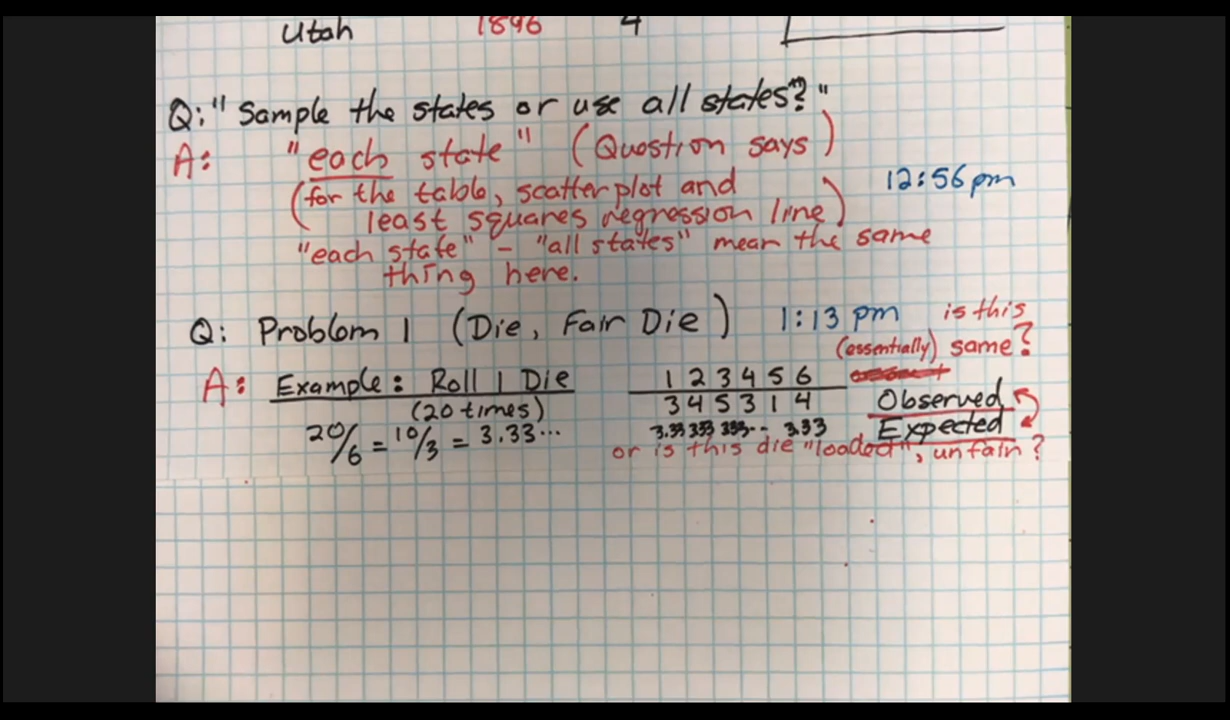 Utah 1896 4
Q: "Sample the states or use all states?"
A: "each state" (Question says)
(for the table, scatterplot and
least squares regression line)
12:56 pm
"each state" - "all states" mean the same
thing here.
Q: Problem 1 (Die, Fair Die) 1:13 pm is this
(essentially) same?
A: Example: Roll 1 Die 1 2 3 4 5 6
(20 times) 3 4 5 3 1 4 Observed
20/6 = 10/3 = 3.33... 3.33 3.33 3.33... 3.33 Expected
or is this die "loaded", unfair?